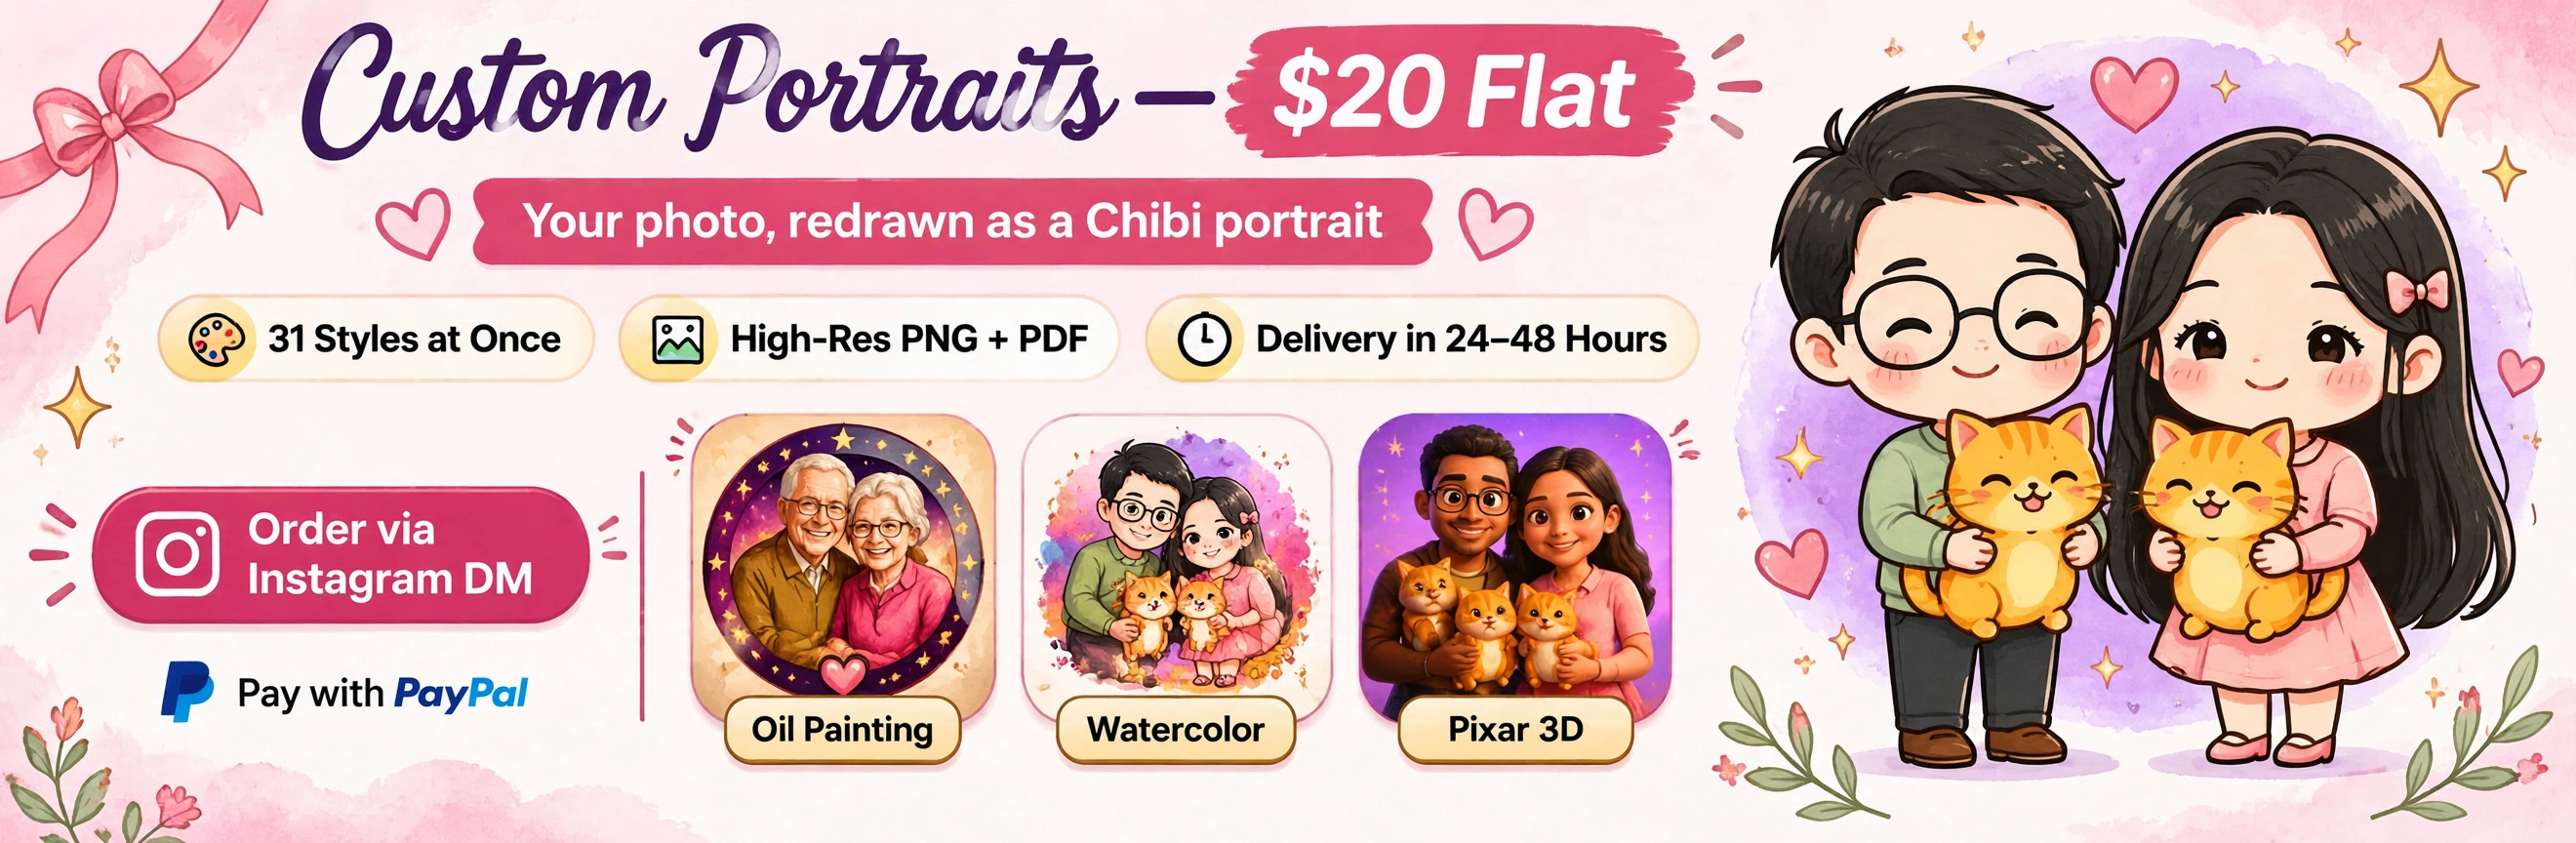 Custom Portraits – $20 Flat
Your photo, redrawn as a Chibi portrait
31 Styles at Once
High-Res PNG + PDF
Delivery in 24–48 Hours
Order via
Instagram DM
Pay with PayPal
Oil Painting
Watercolor
Pixar 3D